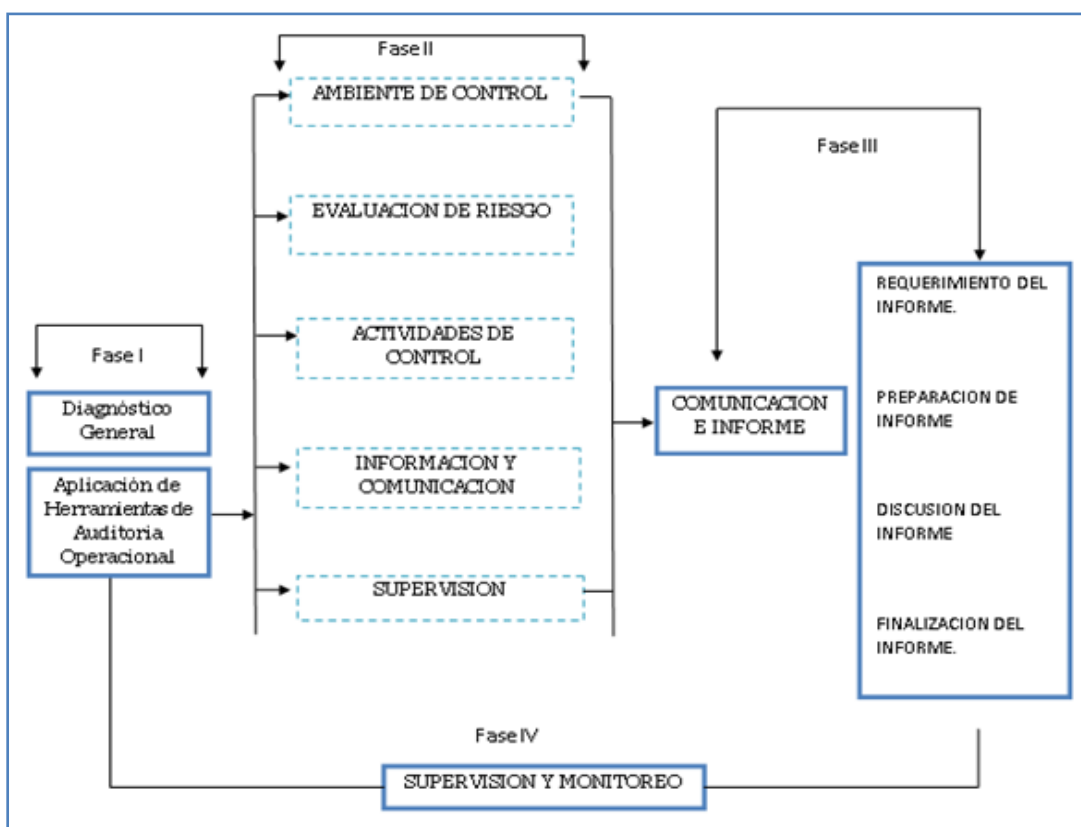 Fase I
Diagnóstico
General
Aplicación de
Herramientas de
Auditoria
Operacional
Fase II
AMBIENTE DE CONTROL
EVALUACION DE RIESGO
ACTIVIDADES DE
CONTROL
INFORMACION Y
COMUNICACION
SUPERVISION
Fase III
COMUNICACION
E INFORME
REQUERIMIENTO DEL
INFORME.
PREPARACION DE
INFORME
DISCUSION DEL
INFORME
FINALIZACION DEL
INFORME.
Fase IV
SUPERVISION Y MONITOREO